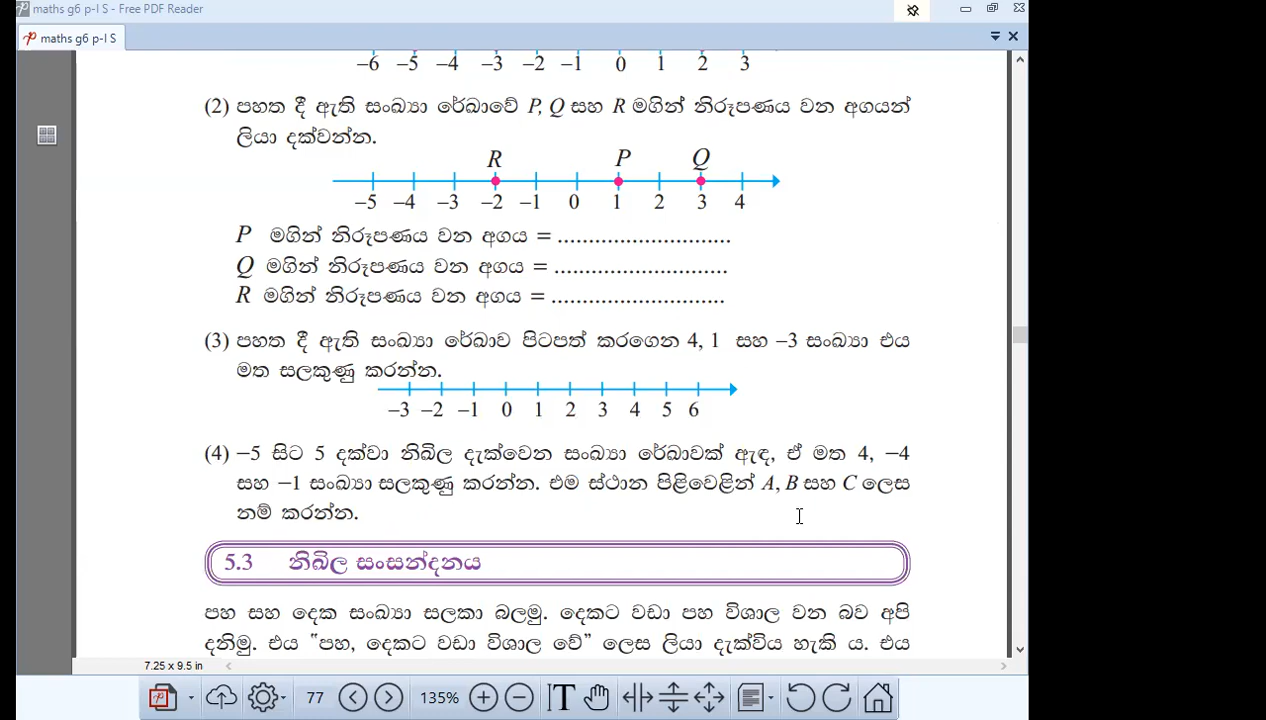 maths g6 p-I S - Free PDF Reader
maths g6 p-I S
–6 –5 –4 –3 –2 –1 0 1 2 3
(2) පහත දී ඇති සංඛ්‍යා රේඛාවේ P, Q සහ R මගින් නිරූපණය වන අගයන්
ලියා දක්වන්න.
R P Q
–5 –4 –3 –2 –1 0 1 2 3 4
P මගින් නිරූපණය වන අගය = ............................
Q මගින් නිරූපණය වන අගය = ............................
R මගින් නිරූපණය වන අගය = ............................
(3) පහත දී ඇති සංඛ්‍යා රේඛාව පිටපත් කරගෙන 4, 1 සහ –3 සංඛ්‍යා එය
මත සලකුණු කරන්න.
–3 –2 –1 0 1 2 3 4 5 6
(4) –5 සිට 5 දක්වා නිඛිල දැක්වෙන සංඛ්‍යා රේඛාවක් ඇඳ, ඒ මත 4, –4
සහ –1 සංඛ්‍යා සලකුණු කරන්න. එම ස්ථාන පිළිවෙළින් A, B සහ C ලෙස
නම් කරන්න.
5.3 නිඛිල සංසන්දනය
පහ සහ දෙක සංඛ්‍යා සලකා බලමු. දෙකට වඩා පහ විශාල වන බව අපි
දනිමු. එය “පහ, දෙකට වඩා විශාල වේ” ලෙස ලියා දැක්විය හැකි ය. එය
7.25 x 9.5 in
77 135%